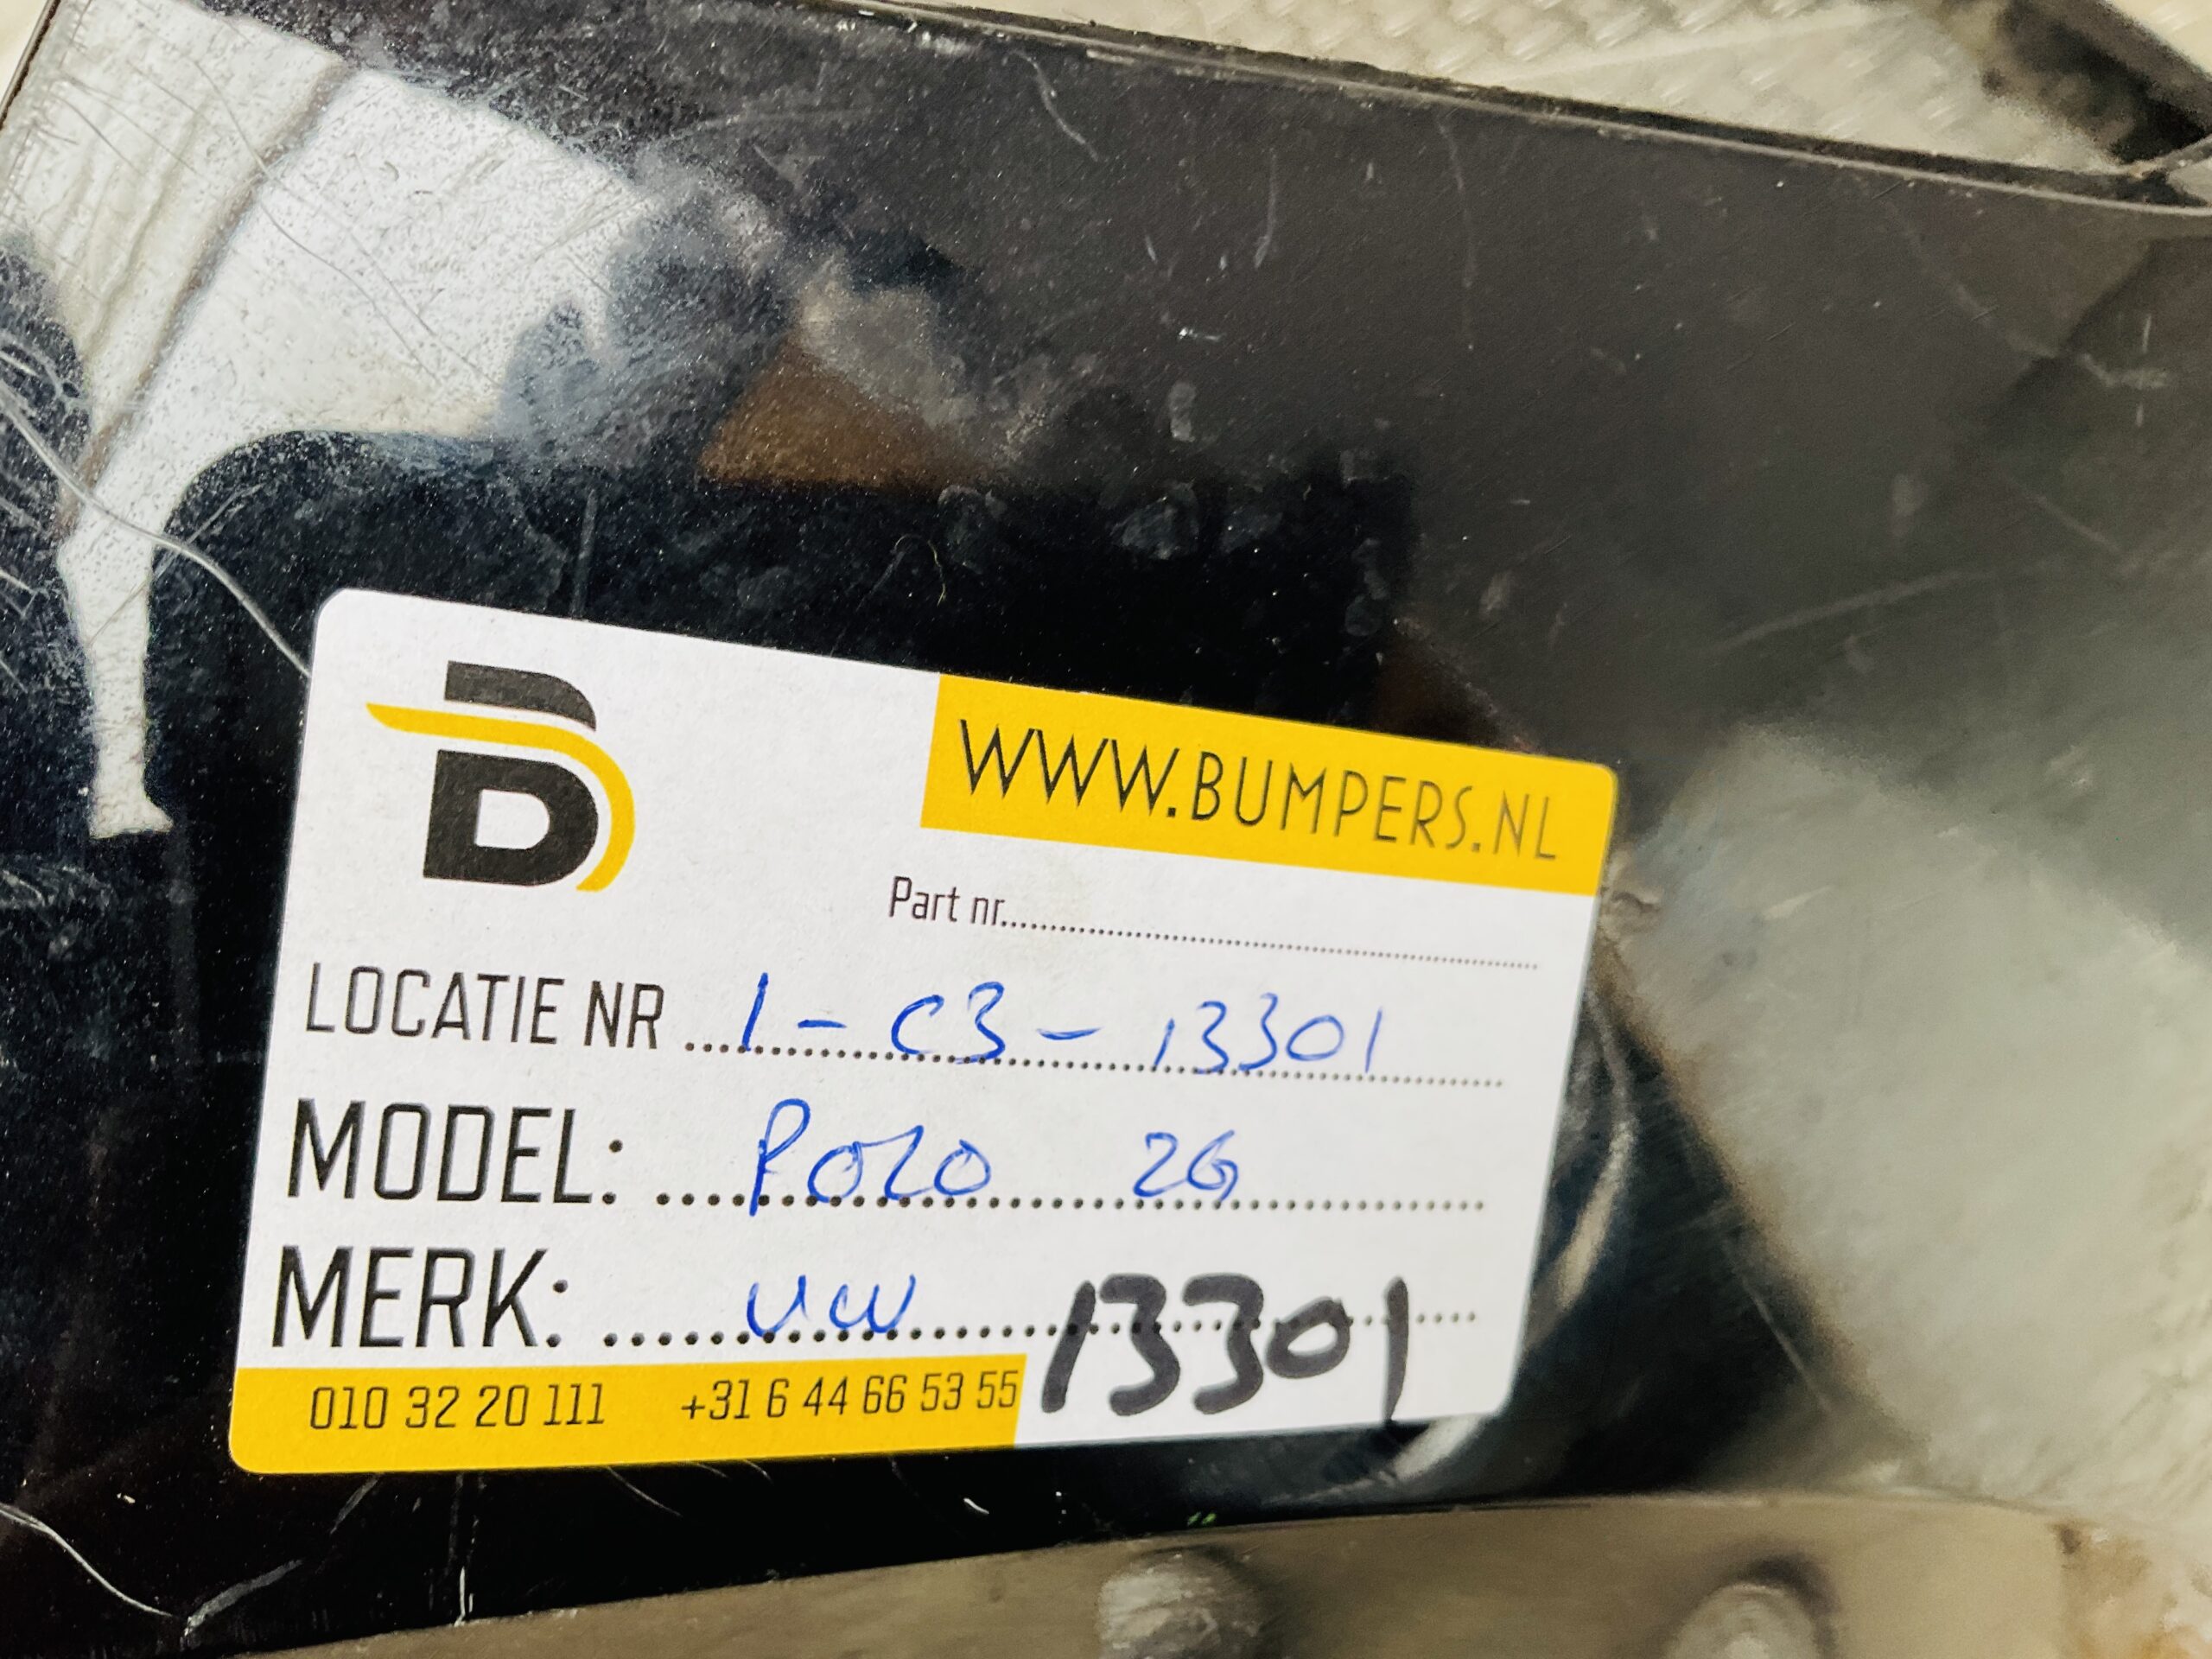 B
WWW.BUMPERS.NL
Part nr.....
LOCATIE NR ..... 1 - C3 - 13301
MODEL: ..... POLO 2G
MERK: ..... VW 13301
010 32 20 111 +31 6 44 66 53 55